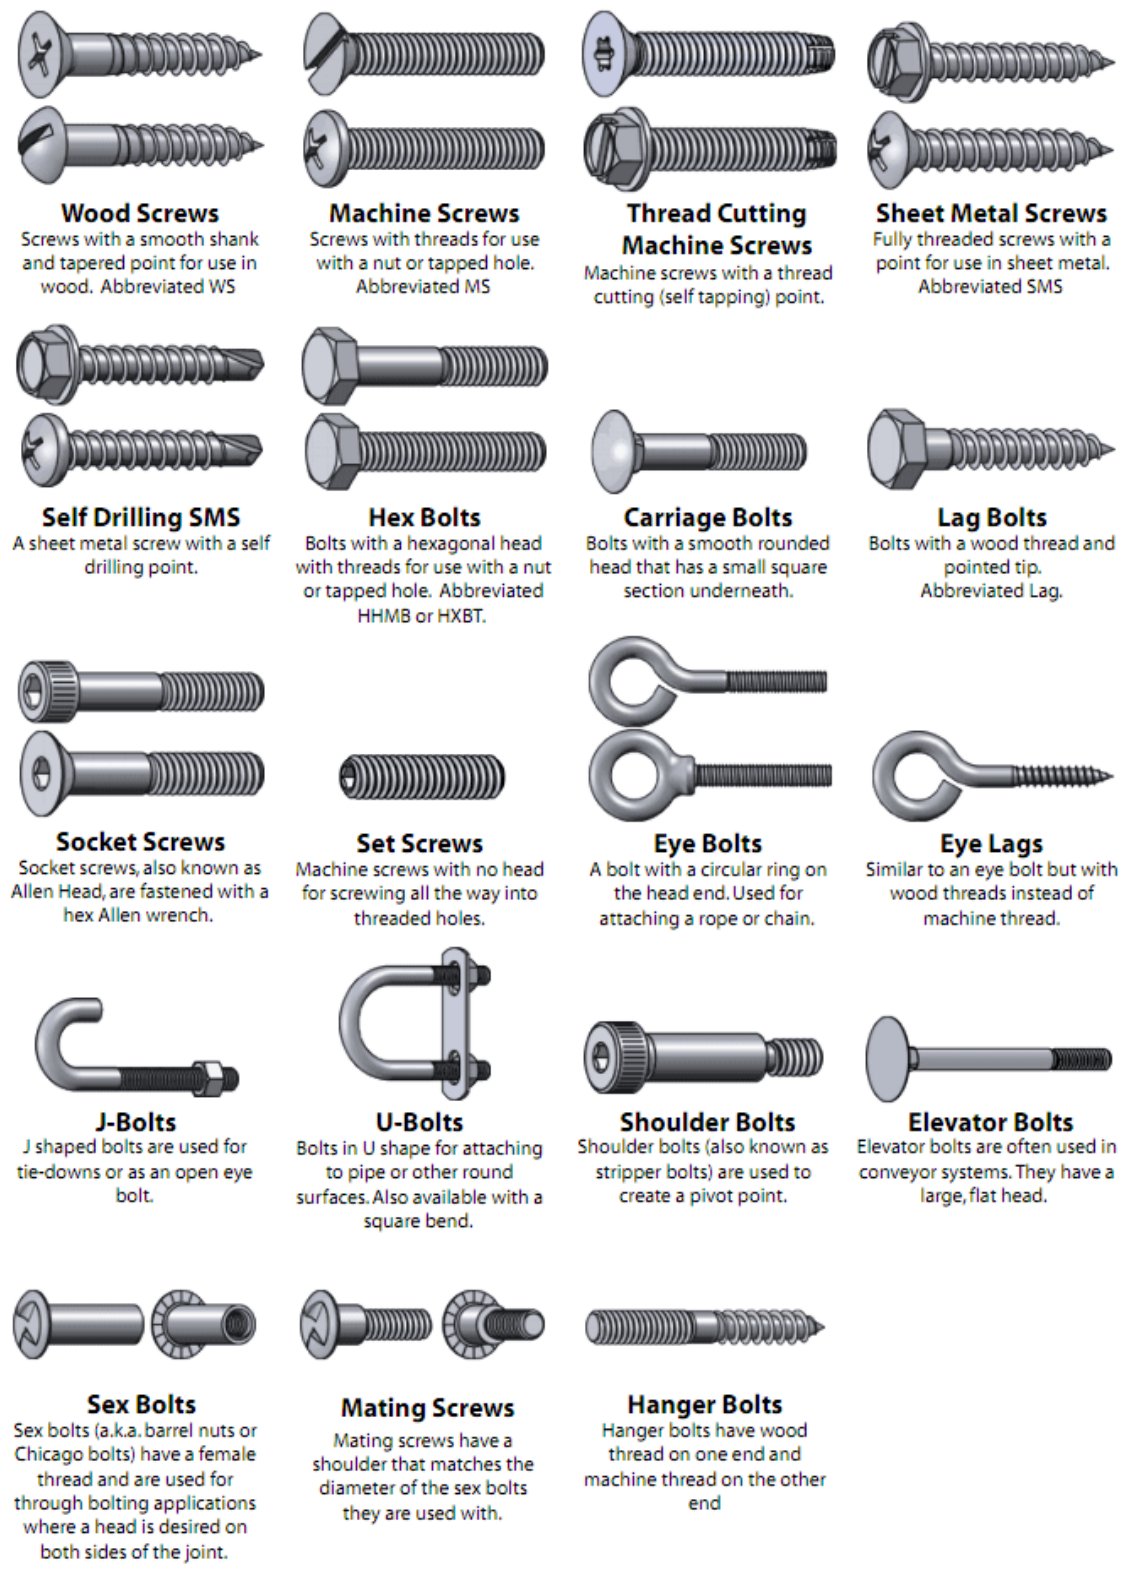 Wood Screws
Screws with a smooth shank
and tapered point for use in
wood. Abbreviated WS
Machine Screws
Screws with threads for use
with a nut or tapped hole.
Abbreviated MS
Thread Cutting
Machine Screws
Machine screws with a thread
cutting (self tapping) point.
Sheet Metal Screws
Fully threaded screws with a
point for use in sheet metal.
Abbreviated SMS
Self Drilling SMS
A sheet metal screw with a self
drilling point.
Hex Bolts
Bolts with a hexagonal head
with threads for use with a nut
or tapped hole. Abbreviated
HHMB or HXBT.
Carriage Bolts
Bolts with a smooth rounded
head that has a small square
section underneath.
Lag Bolts
Bolts with a wood thread and
pointed tip.
Abbreviated Lag.
Socket Screws
Socket screws, also known as
Allen Head, are fastened with a
hex Allen wrench.
Set Screws
Machine screws with no head
for screwing all the way into
threaded holes.
Eye Bolts
A bolt with a circular ring on
the head end. Used for
attaching a rope or chain.
Eye Lags
Similar to an eye bolt but with
wood threads instead of
machine thread.
J-Bolts
J shaped bolts are used for
tie-downs or as an open eye
bolt.
U-Bolts
Bolts in U shape for attaching
to pipe or other round
surfaces. Also available with a
square bend.
Shoulder Bolts
Shoulder bolts (also known as
stripper bolts) are used to
create a pivot point.
Elevator Bolts
Elevator bolts are often used in
conveyor systems. They have a
large, flat head.
Sex Bolts
Sex bolts (a.k.a. barrel nuts or
Chicago bolts) have a female
thread and are used for
through bolting applications
where a head is desired on
both sides of the joint.
Mating Screws
Mating screws have a
shoulder that matches the
diameter of the sex bolts
they are used with.
Hanger Bolts
Hanger bolts have wood
thread on one end and
machine thread on the other
end